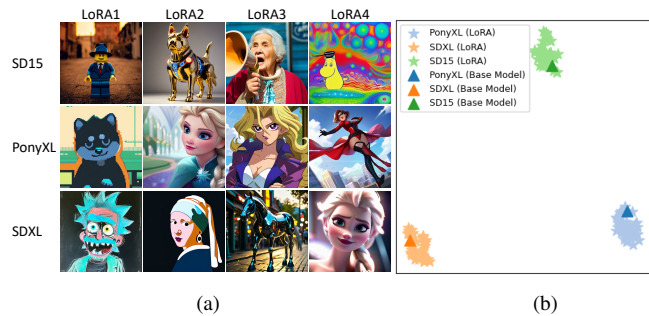 LoRA1 LoRA2 LoRA3 LoRA4
SD15
PonyXL
SDXL
(a)
PonyXL (LoRA)
SDXL (LoRA)
SD15 (LoRA)
PonyXL (Base Model)
SDXL (Base Model)
SD15 (Base Model)
(b)